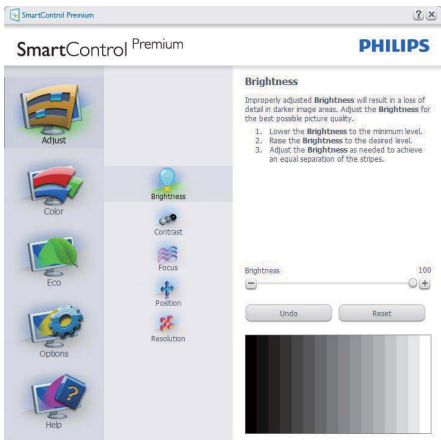 SmartControl Premium
? ×
SmartControl Premium
PHILIPS
Adjust
Color
Eco
Options
Help
Brightness
Contrast
Focus
Position
Resolution
Brightness
Improperly adjusted Brightness will result in a loss of
detail in darker image areas. Adjust the Brightness for
the best possible picture quality.
1. Lower the Brightness to the minimum level.
2. Raise the Brightness to the desired level.
3. Adjust the Brightness as needed to achieve
an equal separation of the stripes.
Brightness 100
− +
Undo Reset